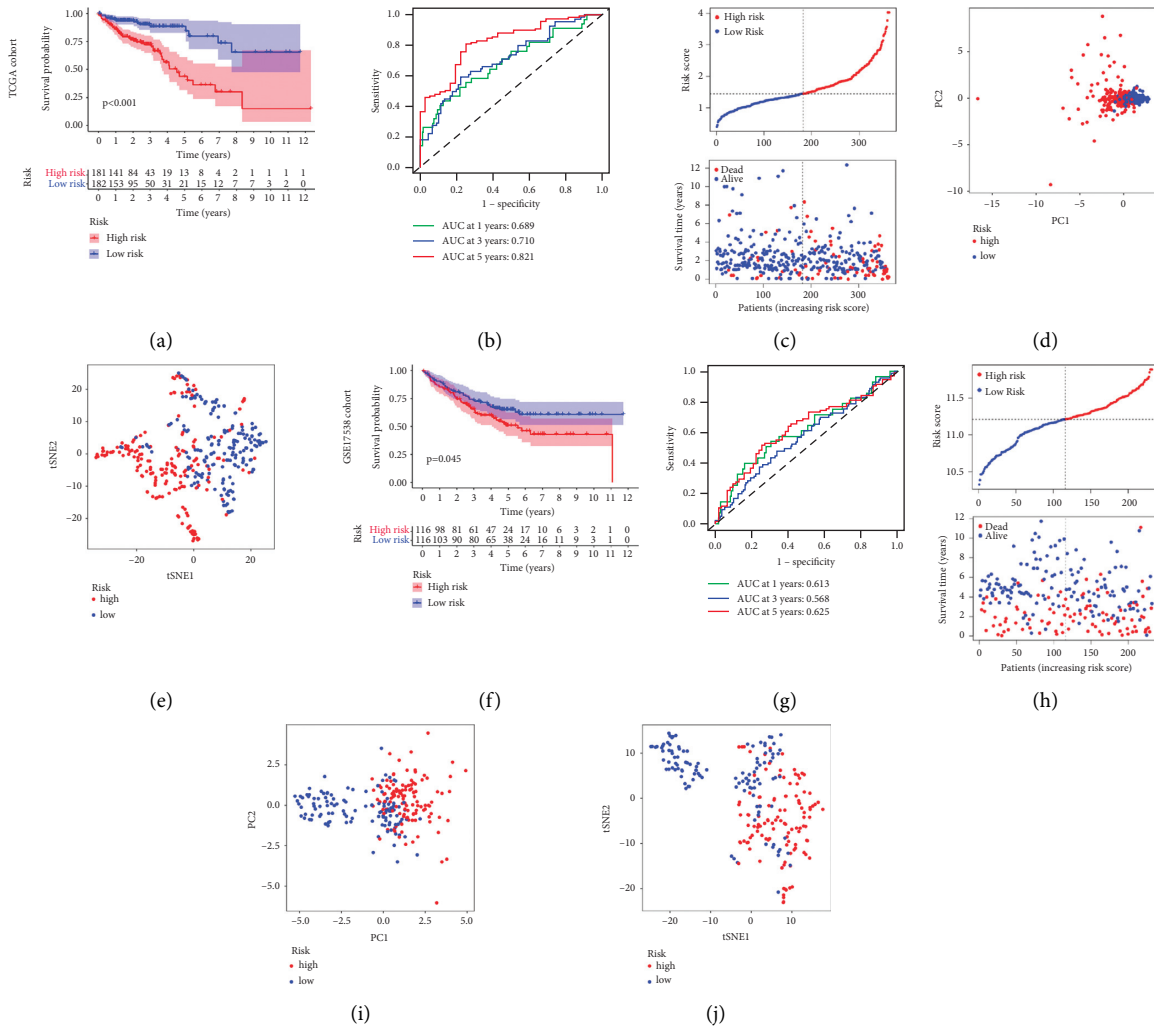 TCGA cohort
Survival probability
1.00
0.75
0.50
0.25
0.00
p<0.001
0 1 2 3 4 5 6 7 8 9 10 11 12
Time (years)
Risk
High risk 181 141 84 43 19 13 8 4 2 1 1 1 1
Low risk 182 153 95 50 31 21 15 12 7 7 3 2 0
0 1 2 3 4 5 6 7 8 9 10 11 12
Time (years)
Risk
High risk
Low risk
(a)
Sensitivity
1.0
0.8
0.6
0.4
0.2
0.0
0.0 0.2 0.4 0.6 0.8 1.0
1 – specificity
AUC at 1 years: 0.689
AUC at 3 years: 0.710
AUC at 5 years: 0.821
(b)
High risk
Low Risk
Risk score
4
3
2
1
0 100 200 300
Dead
Alive
Survival time (years)
12
10
8
6
4
2
0
0 100 200 300
Patients (increasing risk score)
(c)
PC2
5
0
−5
−10
−15 −10 −5 0
PC1
Risk
high
low
(d)
tSNE2
20
10
0
−10
−20
−20 0 20
tSNE1
Risk
high
low
(e)
GSE17538 cohort
Survival probability
1.00
0.75
0.50
0.25
0.00
p=0.045
0 1 2 3 4 5 6 7 8 9 10 11 12
Time (years)
Risk
High risk 116 98 81 61 47 24 17 10 6 3 2 1 0
Low risk 116 103 90 80 65 38 24 16 11 9 3 1 0
0 1 2 3 4 5 6 7 8 9 10 11 12
Time (years)
High risk
Low risk
(f)
Sensitivity
1.0
0.8
0.6
0.4
0.2
0.0
0.0 0.2 0.4 0.6 0.8 1.0
1 – specificity
AUC at 1 years: 0.613
AUC at 3 years: 0.568
AUC at 5 years: 0.625
(g)
High risk
Low Risk
Risk score
11.5
11.0
10.5
0 50 100 150 200
Dead
Alive
Survival time (years)
12
10
8
6
4
2
0
0 50 100 150 200
Patients (increasing risk score)
(h)
PC2
2.5
0.0
−2.5
−5.0
−5.0 −2.5 0.0 2.5 5.0
PC1
Risk
high
low
(i)
tSNE2
10
0
−10
−20
−20 −10 0 10
tSNE1
Risk
high
low
(j)